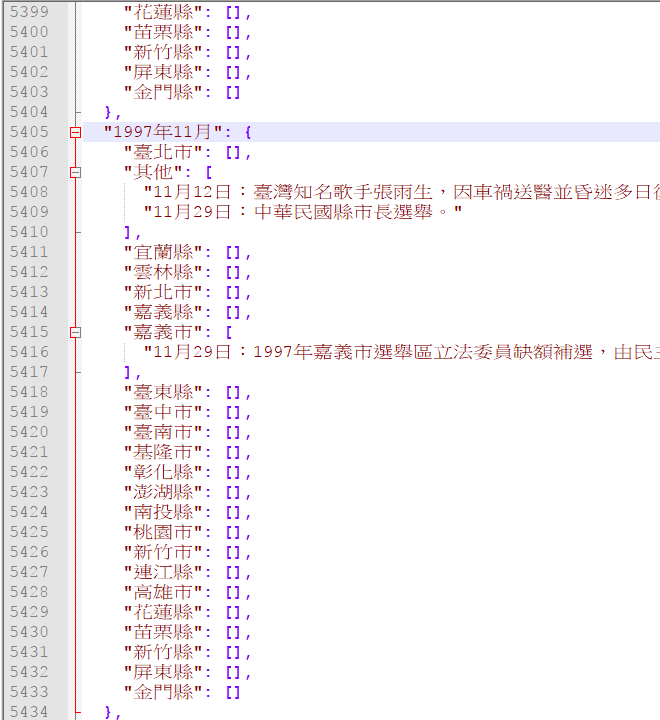 5399 "花蓮縣": [],
5400 "苗栗縣": [],
5401 "新竹縣": [],
5402 "屏東縣": [],
5403 "金門縣": []
5404 },
5405 "1997年11月": {
5406 "臺北市": [],
5407 "其他": [
5408 "11月12日：臺灣知名歌手張雨生，因車禍送醫並昏迷多日
5409 "11月29日：中華民國縣市長選舉。"
5410 ],
5411 "宜蘭縣": [],
5412 "雲林縣": [],
5413 "新北市": [],
5414 "嘉義縣": [],
5415 "嘉義市": [
5416 "11月29日：1997年嘉義市選舉區立法委員缺額補選，由民
5417 ],
5418 "臺東縣": [],
5419 "臺中市": [],
5420 "臺南市": [],
5421 "基隆市": [],
5422 "彰化縣": [],
5423 "澎湖縣": [],
5424 "南投縣": [],
5425 "桃園市": [],
5426 "新竹市": [],
5427 "連江縣": [],
5428 "高雄市": [],
5429 "花蓮縣": [],
5430 "苗栗縣": [],
5431 "新竹縣": [],
5432 "屏東縣": [],
5433 "金門縣": []
5434 },